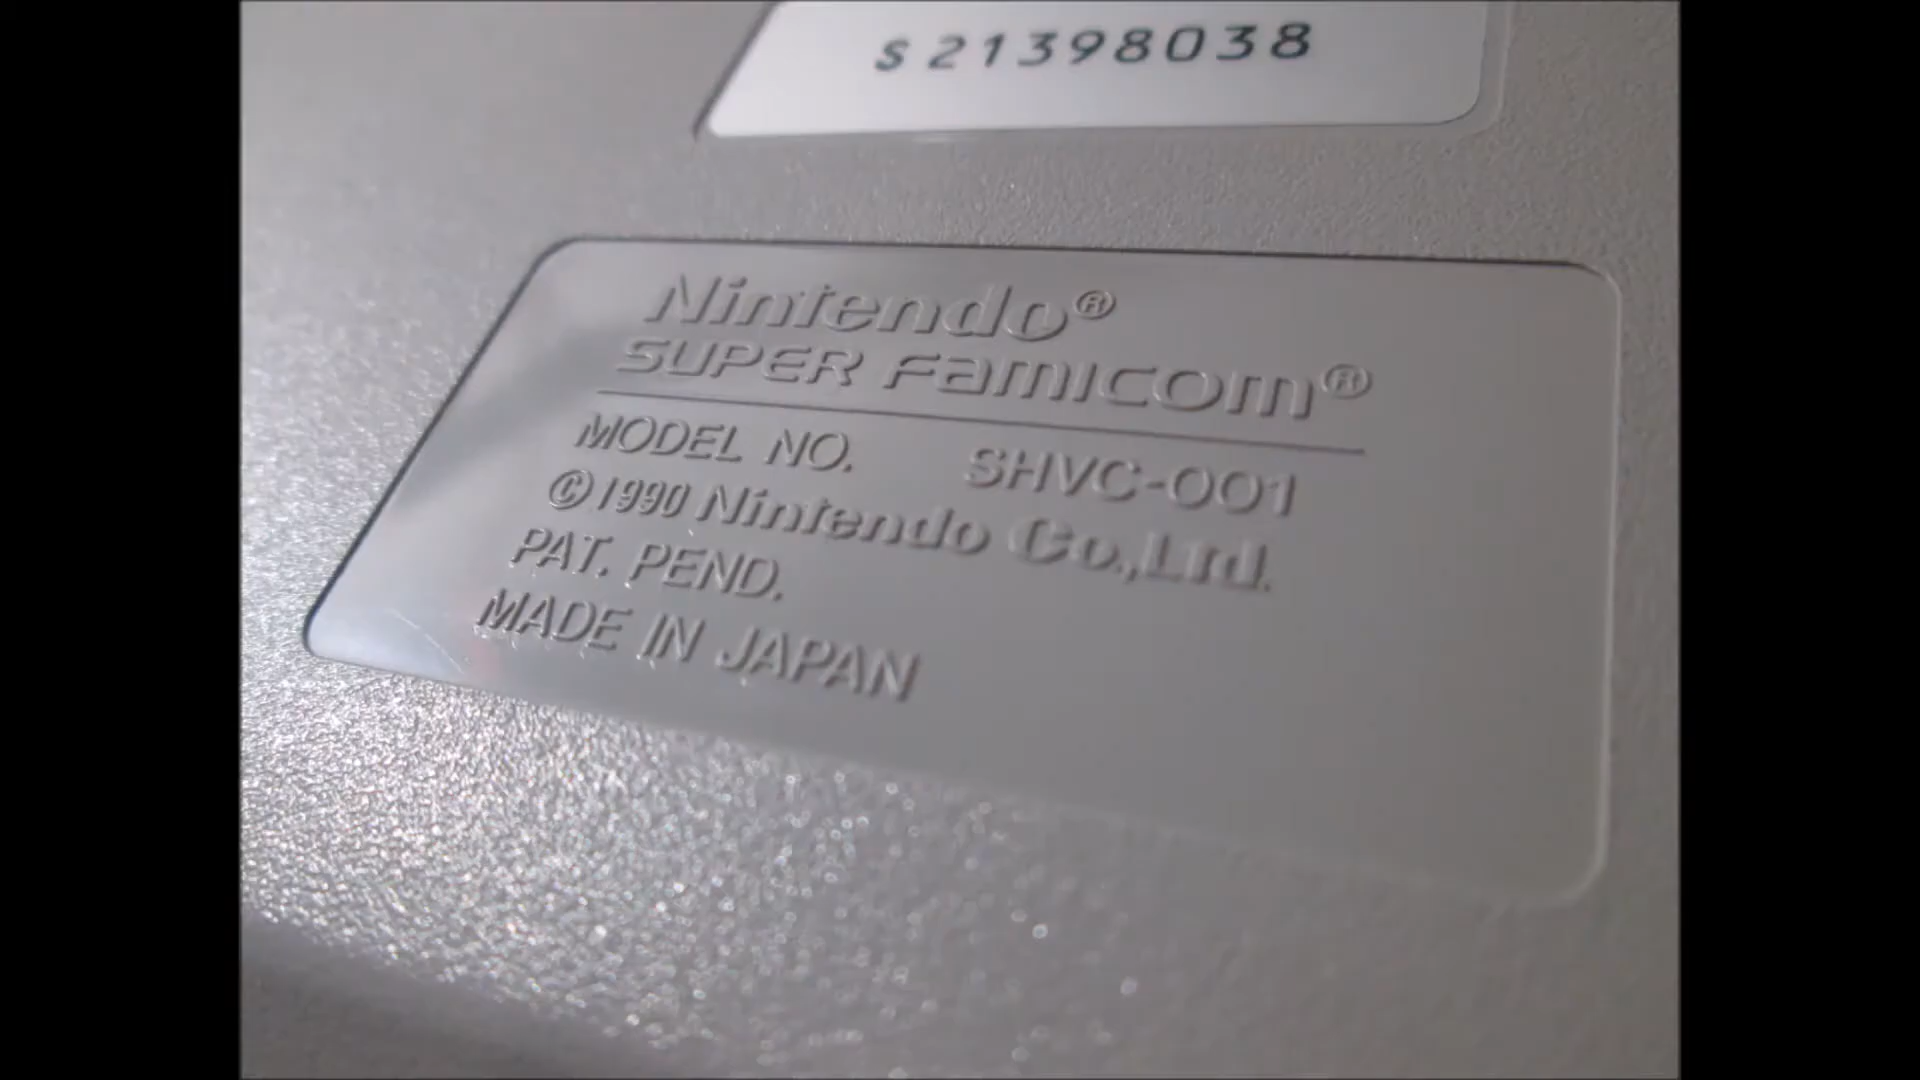 S21398038
Nintendo®
SUPER FAMICOM®
MODEL NO. SHVC-001
©1990 Nintendo Co.,Ltd.
PAT. PEND.
MADE IN JAPAN